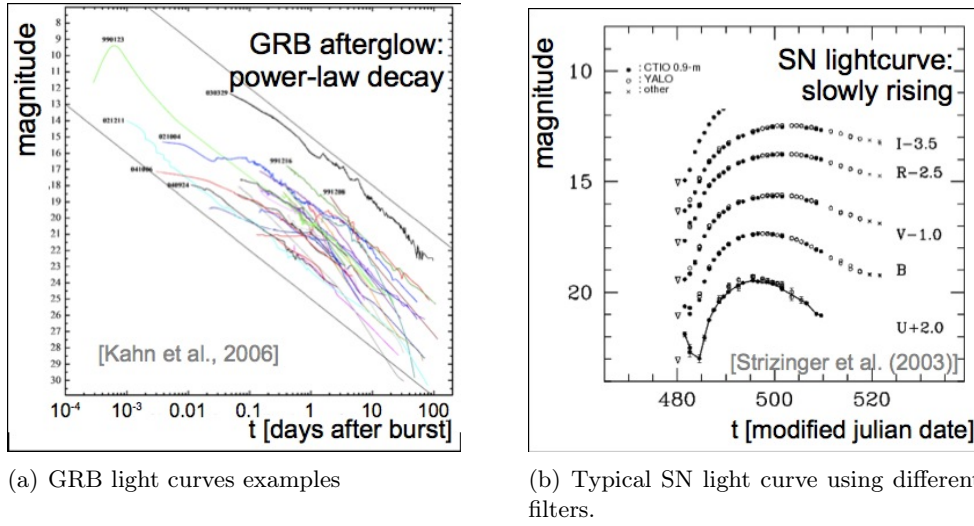 GRB afterglow:
power-law decay
magnitude
8
9
10
11
12
13
14
15
16
17
18
19
20
21
22
23
24
25
26
27
28
29
30
990123
030329
021211
021004
991216
041006
040924
991208
[Kahn et al., 2006]
10-4
10-3
0.01
0.1
1
10
100
t [days after burst]
(a) GRB light curves examples
SN lightcurve:
slowly rising
magnitude
: CTIO 0.9-m
: YALO
: other
10
15
20
I-3.5
R-2.5
V-1.0
B
U+2.0
[Strizinger et al. (2003)]
480
500
520
t [modified julian date]
(b) Typical SN light curve using different
filters.